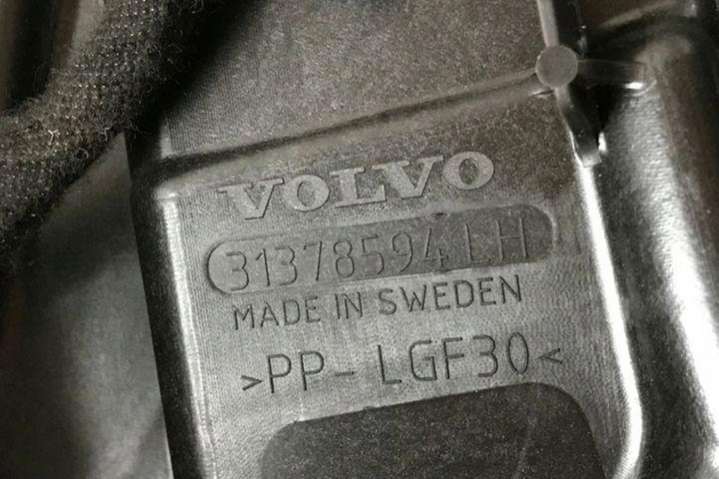 VOLVO
31378594 LH
MADE IN SWEDEN
>PP-LGF30<